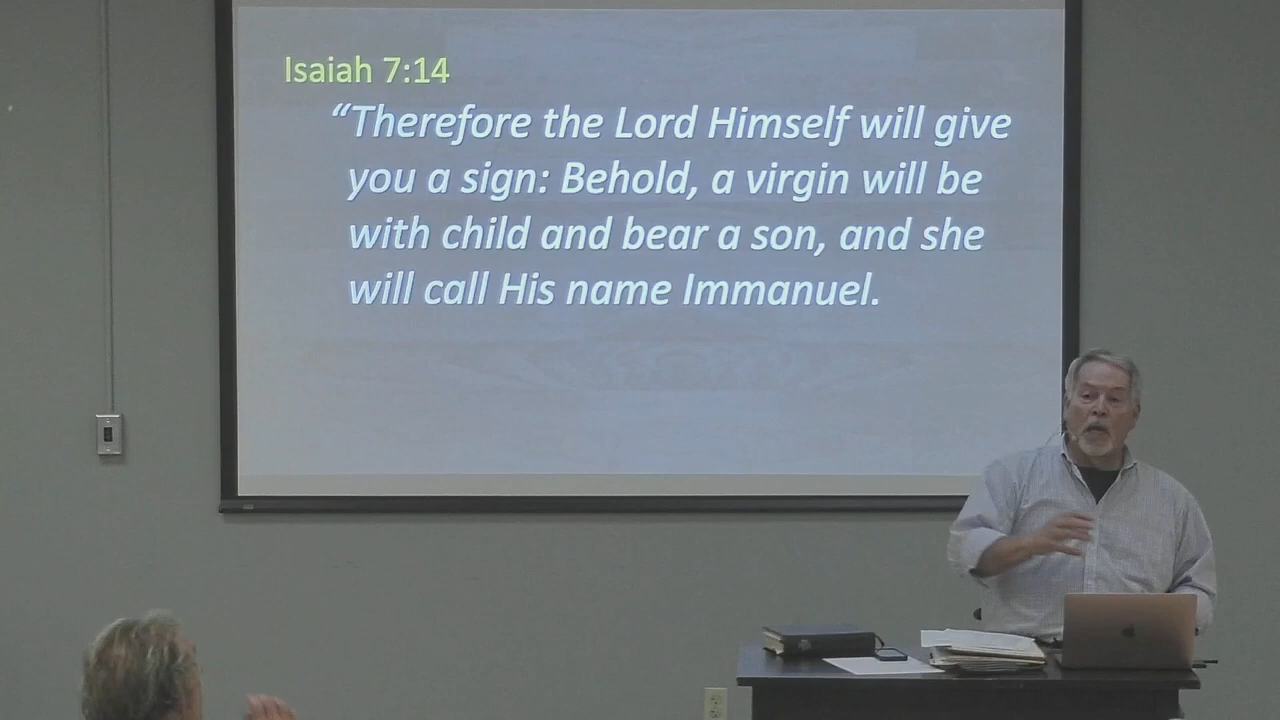 Isaiah 7:14
“Therefore the Lord Himself will give
you a sign: Behold, a virgin will be
with child and bear a son, and she
will call His name Immanuel.